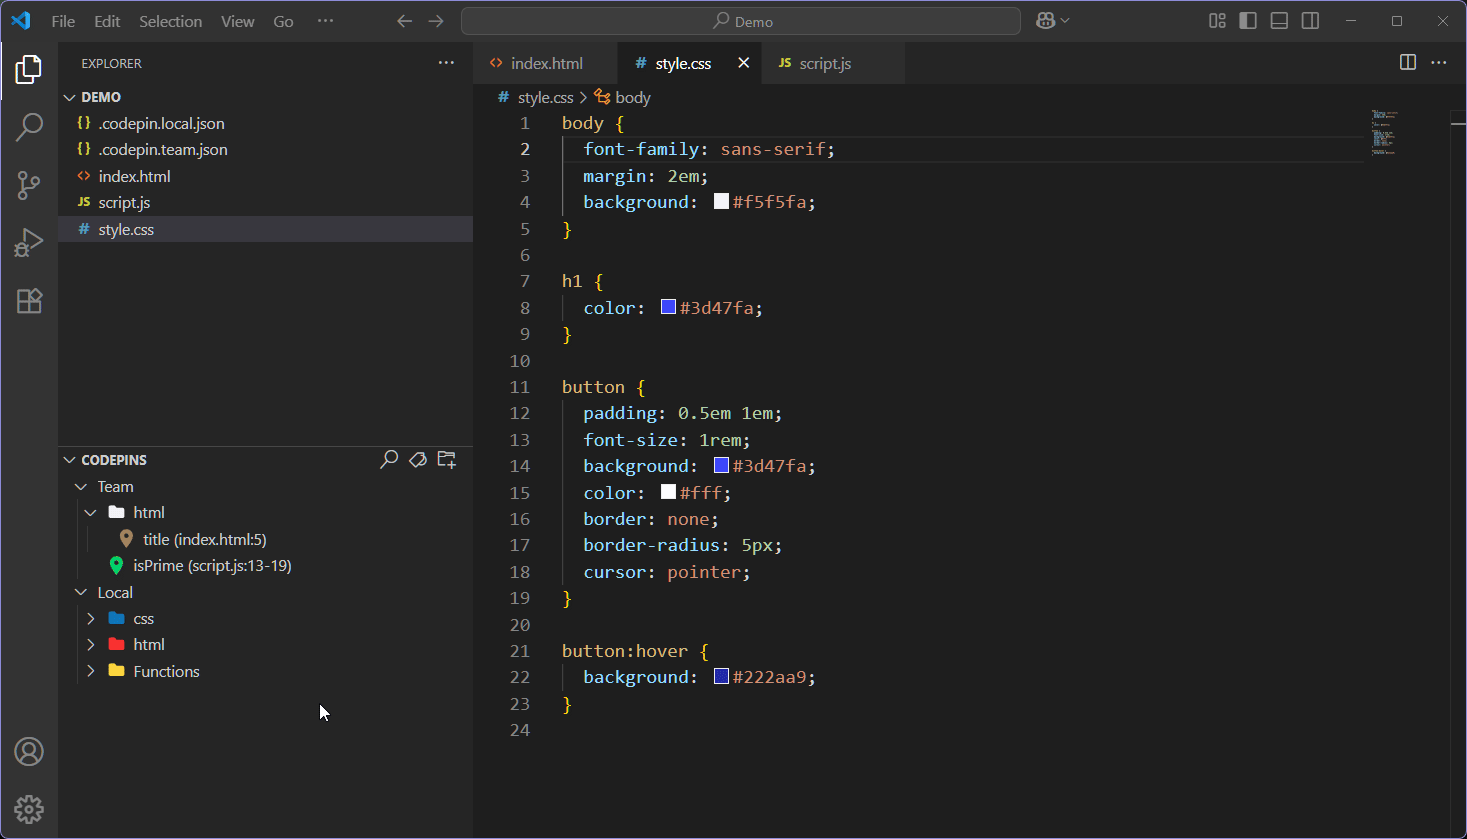 File Edit Selection View Go ··· Demo
EXPLORER ···
DEMO
{} .codepin.local.json
{} .codepin.team.json
<> index.html
JS script.js
# style.css
CODEPINS
Team
html
title (index.html:5)
isPrime (script.js:13-19)
Local
css
html
Functions
<> index.html # style.css JS script.js
# style.css > body
1 body {
2 font-family: sans-serif;
3 margin: 2em;
4 background: #f5f5fa;
5 }
6
7 h1 {
8 color: #3d47fa;
9 }
10
11 button {
12 padding: 0.5em 1em;
13 font-size: 1rem;
14 background: #3d47fa;
15 color: #fff;
16 border: none;
17 border-radius: 5px;
18 cursor: pointer;
19 }
20
21 button:hover {
22 background: #222aa9;
23 }
24